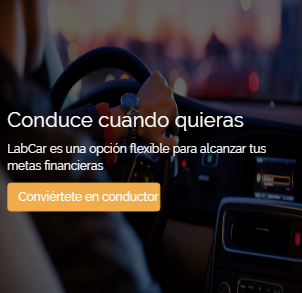 Conduce cuando quieras
LabCar es una opción flexible para alcanzar tus
metas financieras
Conviértete en conductor